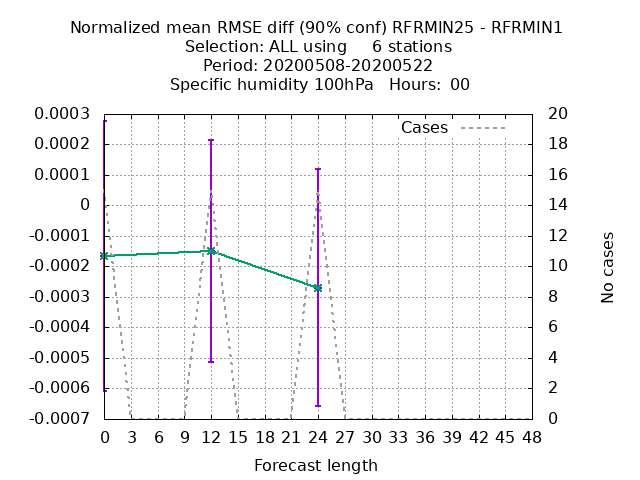 Normalized mean RMSE diff (90% conf) RFRMIN25 - RFRMIN1
Selection: ALL using     6 stations
Period: 20200508-20200522
Specific humidity 100hPa   Hours:  00
Cases
0.0003
0.0002
0.0001
0
-0.0001
-0.0002
-0.0003
-0.0004
-0.0005
-0.0006
-0.0007
20
18
16
14
12
10
8
6
4
2
0
No cases
0 3 6 9 12 15 18 21 24 27 30 33 36 39 42 45 48
Forecast length